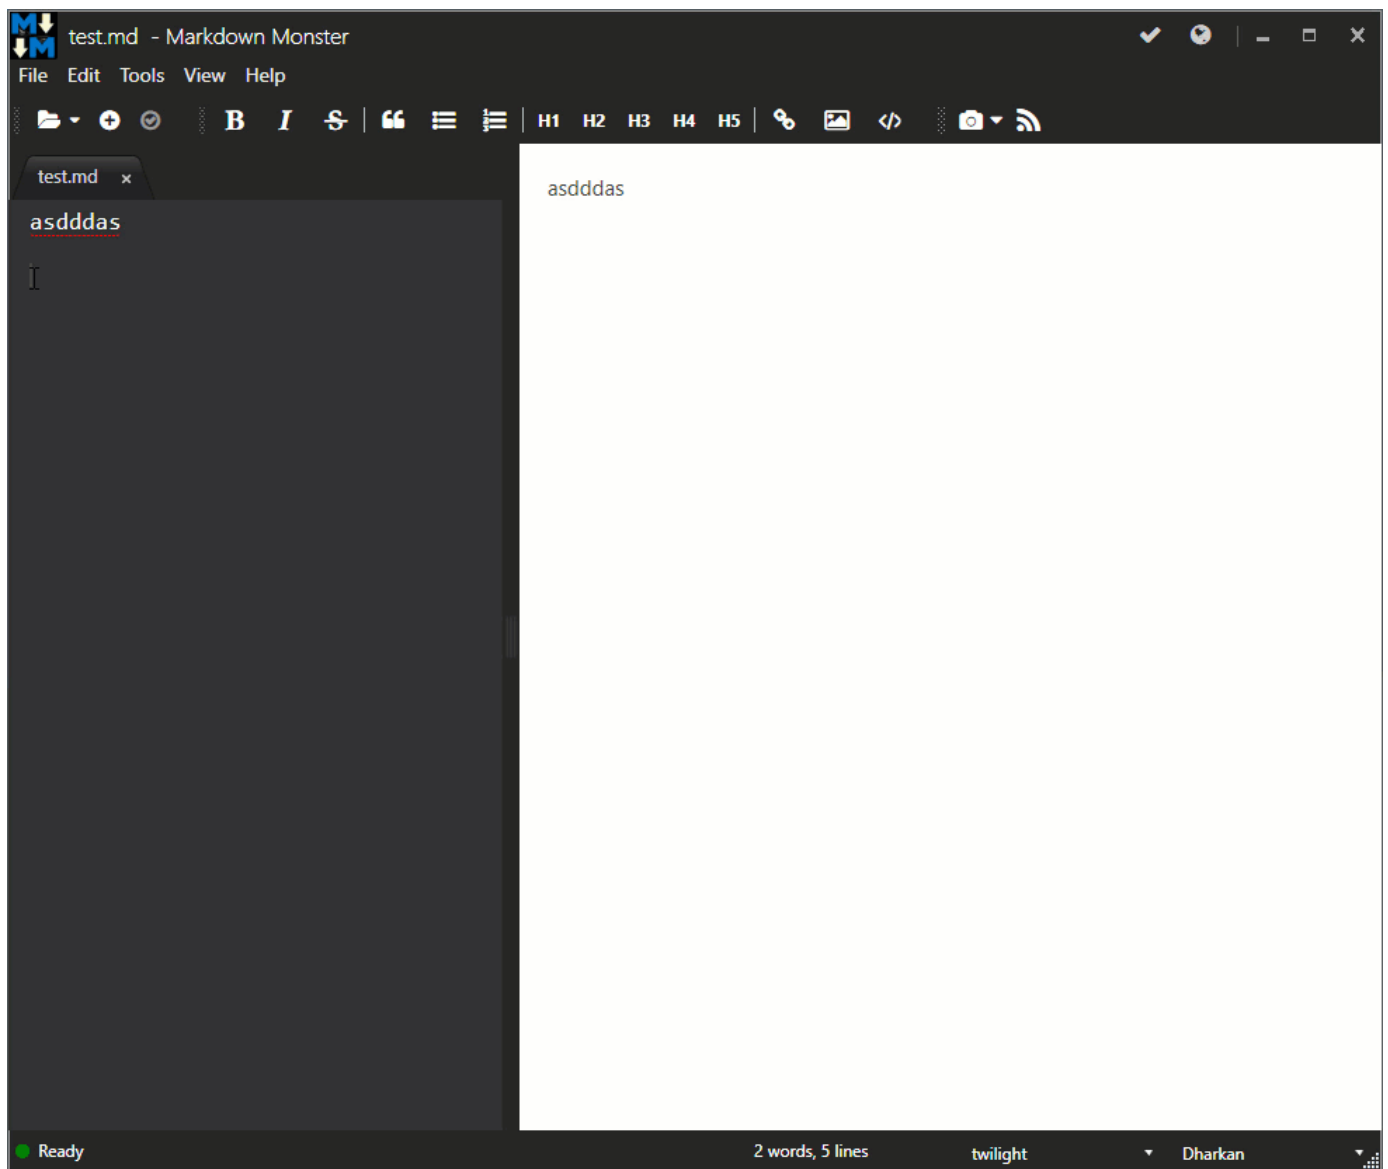 test.md - Markdown Monster
File Edit Tools View Help
B I S H1 H2 H3 H4 H5
test.md
asdddas
asdddas
Ready 2 words, 5 lines twilight Dharkan